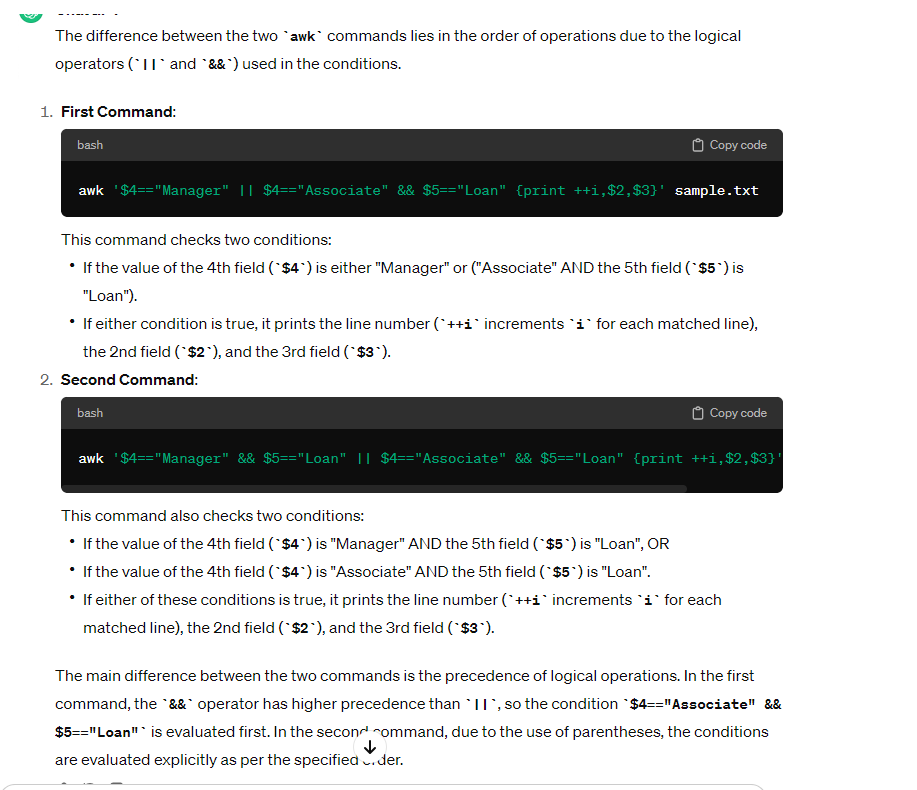 The difference between the two `awk` commands lies in the order of operations due to the logical
operators (`||` and `&&`) used in the conditions.
1. First Command:
bash Copy code
awk '$4=="Manager" || $4=="Associate" && $5=="Loan" {print ++i,$2,$3}' sample.txt
This command checks two conditions:
• If the value of the 4th field (`$4`) is either "Manager" or ("Associate" AND the 5th field (`$5`) is
"Loan").
• If either condition is true, it prints the line number (`++i` increments `i` for each matched line),
the 2nd field (`$2`), and the 3rd field (`$3`).
2. Second Command:
bash Copy code
awk '$4=="Manager" && $5=="Loan" || $4=="Associate" && $5=="Loan" {print ++i,$2,$3}'
This command also checks two conditions:
• If the value of the 4th field (`$4`) is "Manager" AND the 5th field (`$5`) is "Loan", OR
• If the value of the 4th field (`$4`) is "Associate" AND the 5th field (`$5`) is "Loan".
• If either of these conditions is true, it prints the line number (`++i` increments `i` for each
matched line), the 2nd field (`$2`), and the 3rd field (`$3`).
The main difference between the two commands is the precedence of logical operations. In the first
command, the `&&` operator has higher precedence than `||`, so the condition `$4=="Associate" &&
$5=="Loan"` is evaluated first. In the second command, due to the use of parentheses, the conditions
are evaluated explicitly as per the specified order.